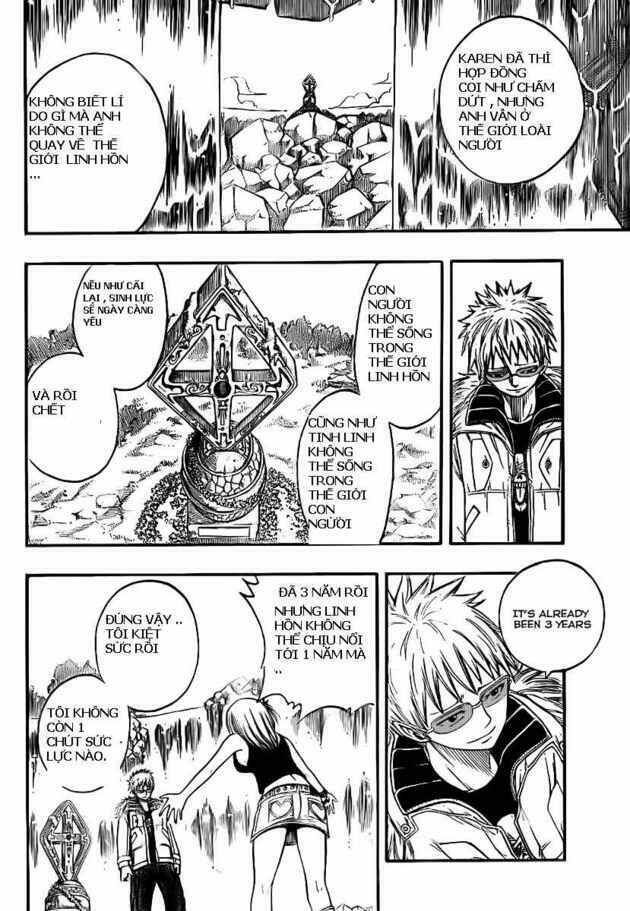 KAREN ĐÃ THÌ
HỢP ĐỒNG
COI NHƯ CHẤM
DỨT , NHƯNG
ANH VẪN Ở
THẾ GIỚI LOÀI
NGƯỜI
KHÔNG BIẾT LÍ
DO GÌ MÀ ANH
KHÔNG THỂ
QUAY VỀ THẾ
GIỚI LINH HỒN
...
CON
NGƯỜI
KHÔNG
THỂ SỐNG
TRONG
THẾ GIỚI
LINH HỒN
CŨNG NHƯ
TINH LINH
KHÔNG
THỂ SỐNG
TRONG
THẾ GIỚI
CON
NGƯỜI
NẾU NHƯ CÃI
LẠI , SINH LỰC
SẼ NGÀY CÀNG
YẾU
VÀ RỒI
CHẾT
IT'S ALREADY
BEEN 3 YEARS
ĐÃ 3 NĂM RỒI
NHƯNG LINH
HỒN KHÔNG
THỂ CHỊU NỔI
TỚI 1 NĂM MÀ
..
ĐÚNG VẬY ..
TÔI KIỆT
SỨC RỒI
TÔI KHÔNG
CÒN 1
CHÚT SỨC
LỰC NÀO.